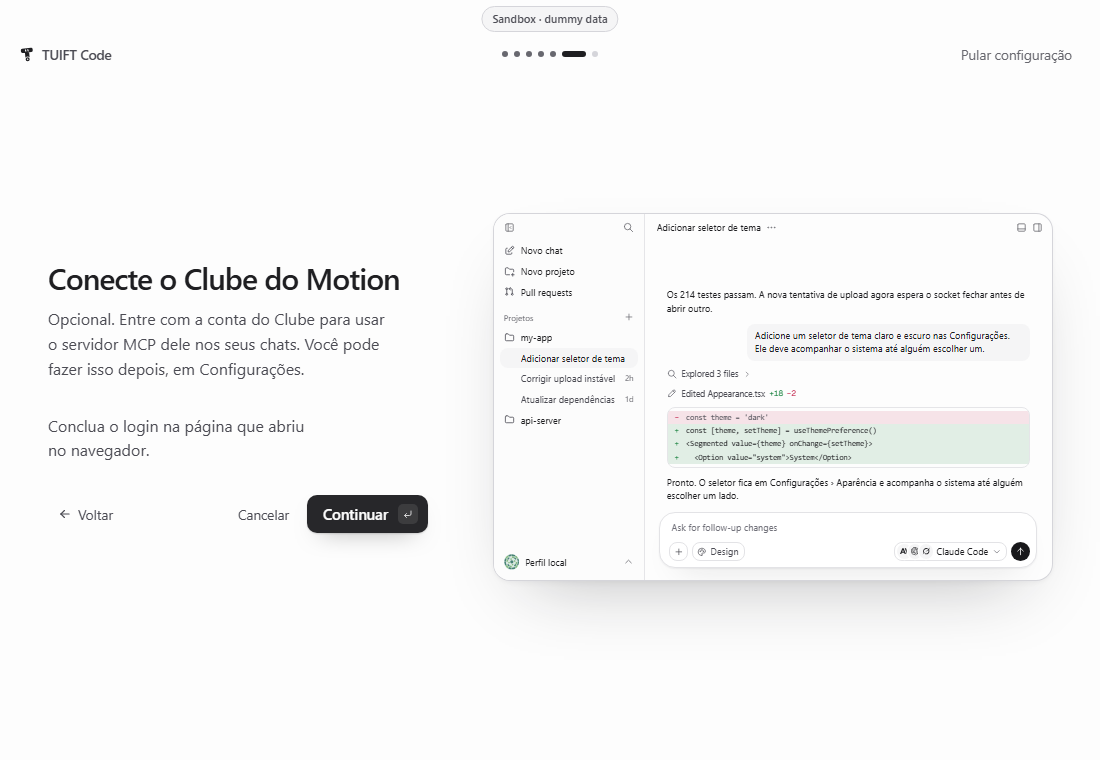 Sandbox · dummy data
TUIFT Code
Pular configuração
Conecte o Clube do Motion
Opcional. Entre com a conta do Clube para usar
o servidor MCP dele nos seus chats. Você pode
fazer isso depois, em Configurações.
Conclua o login na página que abriu
no navegador.
Voltar
Cancelar
Continuar
Novo chat
Novo projeto
Pull requests
Projetos
my-app
Adicionar seletor de tema
Corrigir upload instável 2h
Atualizar dependências 1d
api-server
Perfil local
Adicionar seletor de tema ···
Os 214 testes passam. A nova tentativa de upload agora espera o socket fechar antes de
abrir outro.
Adicione um seletor de tema claro e escuro nas Configurações.
Ele deve acompanhar o sistema até alguém escolher um.
Explored 3 files
Edited Appearance.tsx +18 -2
- const theme = 'dark'
+ const [theme, setTheme] = useThemePreference()
+ <Segmented value={theme} onChange={setTheme}>
+ <Option value="system">System</Option>
Pronto. O seletor fica em Configurações › Aparência e acompanha o sistema até alguém
escolher um lado.
Ask for follow-up changes
Design
Claude Code